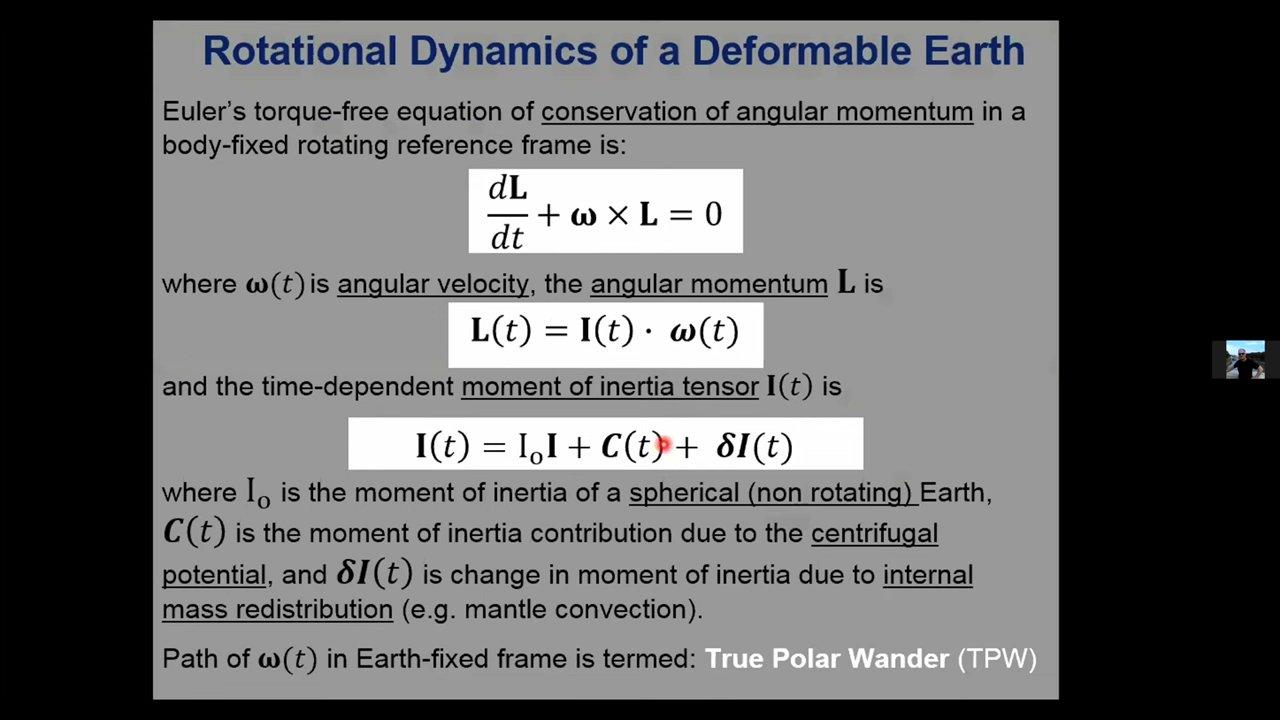 Rotational Dynamics of a Deformable Earth
Euler's torque-free equation of conservation of angular momentum in a
body-fixed rotating reference frame is:
d𝐋/dt + 𝛚 × 𝐋 = 0
where 𝛚(t) is angular velocity, the angular momentum 𝐋 is
𝐋(t) = 𝐈(t) · 𝝎(t)
and the time-dependent moment of inertia tensor 𝐈(t) is
𝐈(t) = I₀𝐈 + 𝑪(t) + 𝜹𝑰(t)
where I₀ is the moment of inertia of a spherical (non rotating) Earth,
𝑪(t) is the moment of inertia contribution due to the centrifugal
potential, and 𝜹𝑰(t) is change in moment of inertia due to internal
mass redistribution (e.g. mantle convection).
Path of 𝛚(t) in Earth-fixed frame is termed: True Polar Wander (TPW)